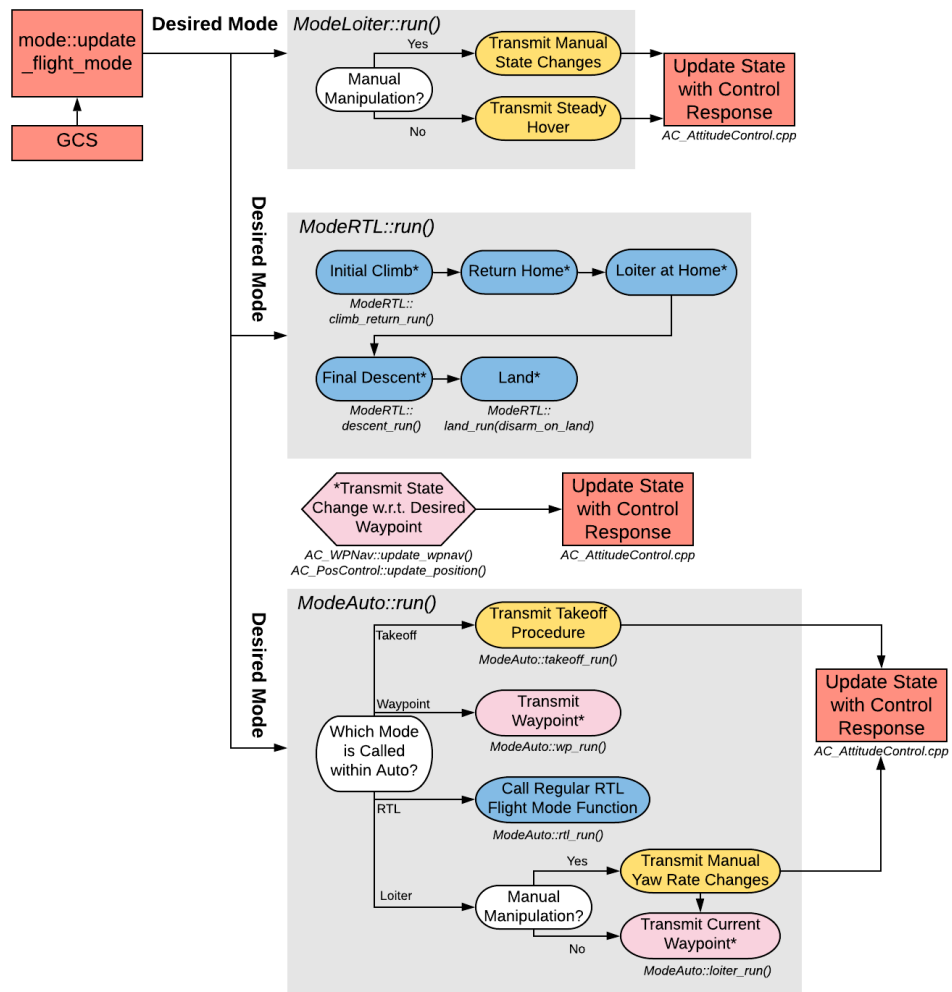 mode::update
_flight_mode
GCS
Desired Mode
ModeLoiter::run()
Manual
Manipulation?
Yes
No
Transmit Manual
State Changes
Transmit Steady
Hover
Update State
with Control
Response
AC_AttitudeControl.cpp
Desired Mode
ModeRTL::run()
Initial Climb*
ModeRTL::
climb_return_run()
Return Home*
Loiter at Home*
Final Descent*
ModeRTL::
descent_run()
Land*
ModeRTL::
land_run(disarm_on_land)
*Transmit State
Change w.r.t. Desired
Waypoint
AC_WPNav::update_wpnav()
AC_PosControl::update_position()
Update State
with Control
Response
AC_AttitudeControl.cpp
Desired Mode
ModeAuto::run()
Which Mode
is Called
within Auto?
Takeoff
Transmit Takeoff
Procedure
ModeAuto::takeoff_run()
Waypoint
Transmit
Waypoint*
ModeAuto::wp_run()
RTL
Call Regular RTL
Flight Mode Function
ModeAuto::rtl_run()
Loiter
Manual
Manipulation?
Yes
No
Transmit Manual
Yaw Rate Changes
Transmit Current
Waypoint*
ModeAuto::loiter_run()
Update State
with Control
Response
AC_AttitudeControl.cpp